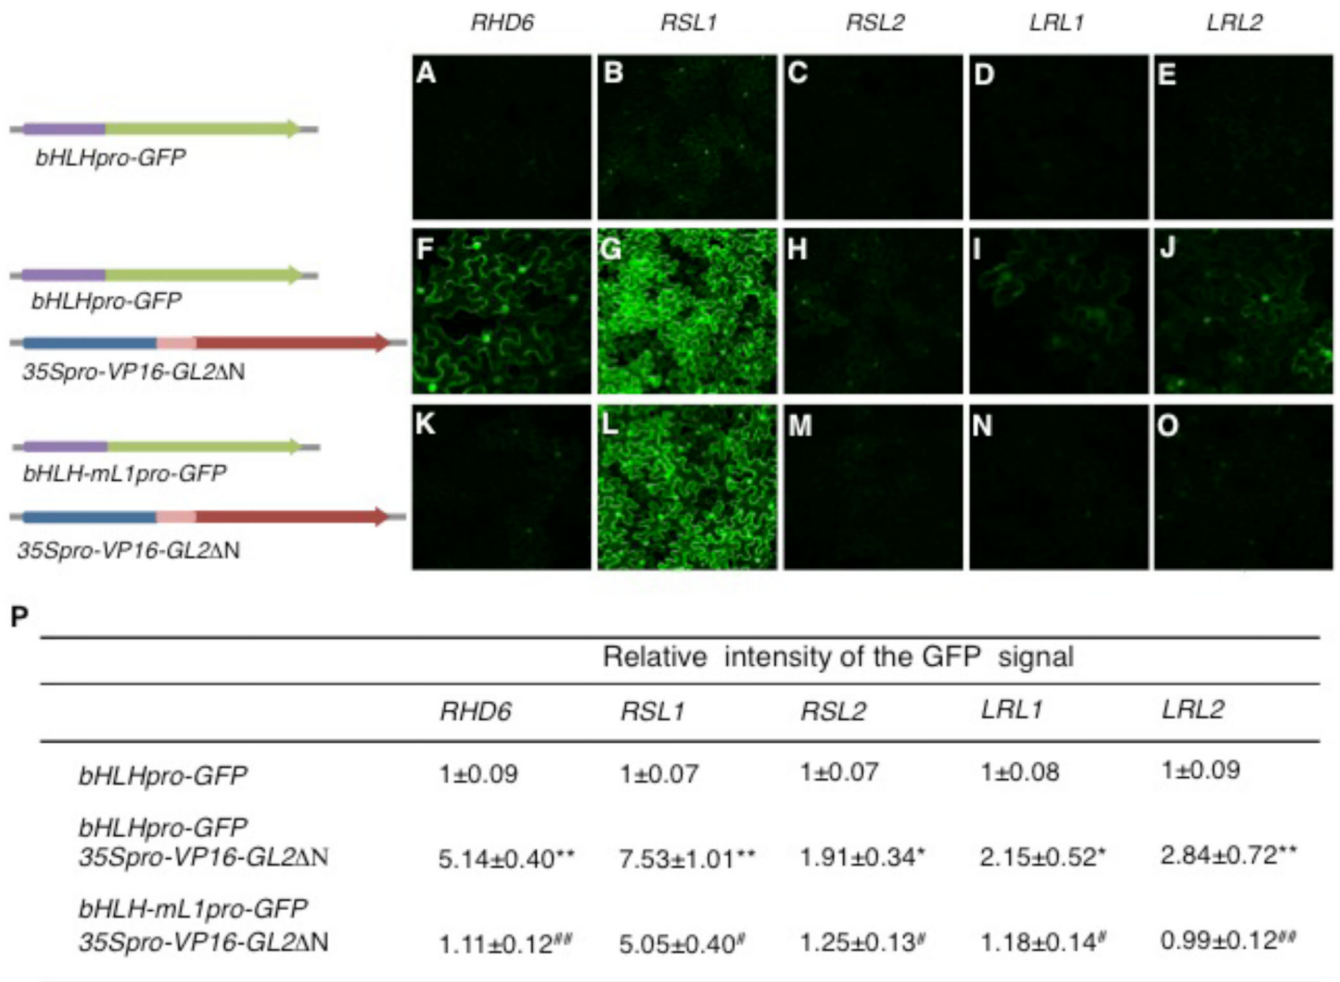 RHD6 RSL1 RSL2 LRL1 LRL2
A B C D E
bHLHpro-GFP
F G H I J
bHLHpro-GFP
35Spro-VP16-GL2ΔN
K L M N O
bHLH-mL1pro-GFP
35Spro-VP16-GL2ΔN
P
Relative intensity of the GFP signal
RHD6 RSL1 RSL2 LRL1 LRL2
bHLHpro-GFP 1±0.09 1±0.07 1±0.07 1±0.08 1±0.09
bHLHpro-GFP
35Spro-VP16-GL2ΔN 5.14±0.40** 7.53±1.01** 1.91±0.34* 2.15±0.52* 2.84±0.72**
bHLH-mL1pro-GFP
35Spro-VP16-GL2ΔN 1.11±0.12## 5.05±0.40# 1.25±0.13# 1.18±0.14# 0.99±0.12##